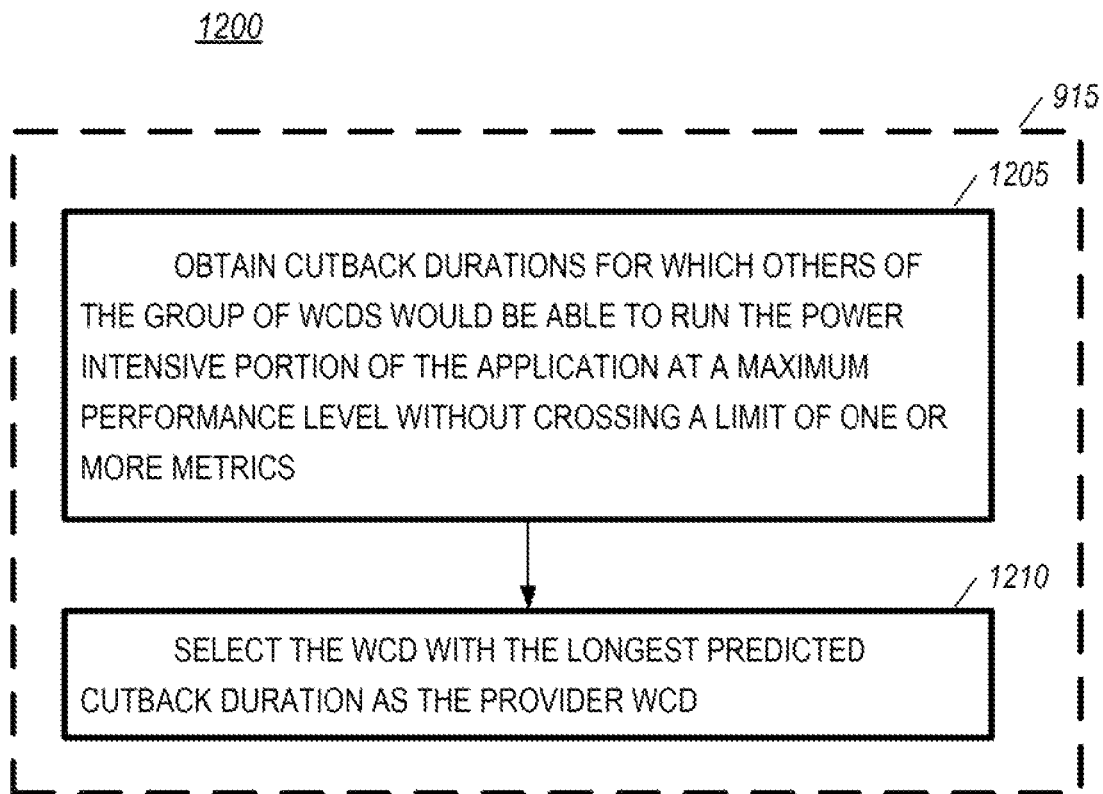 1200
915
1205
OBTAIN CUTBACK DURATIONS FOR WHICH OTHERS OF
THE GROUP OF WCDS WOULD BE ABLE TO RUN THE POWER
INTENSIVE PORTION OF THE APPLICATION AT A MAXIMUM
PERFORMANCE LEVEL WITHOUT CROSSING A LIMIT OF ONE OR
MORE METRICS
1210
SELECT THE WCD WITH THE LONGEST PREDICTED
CUTBACK DURATION AS THE PROVIDER WCD